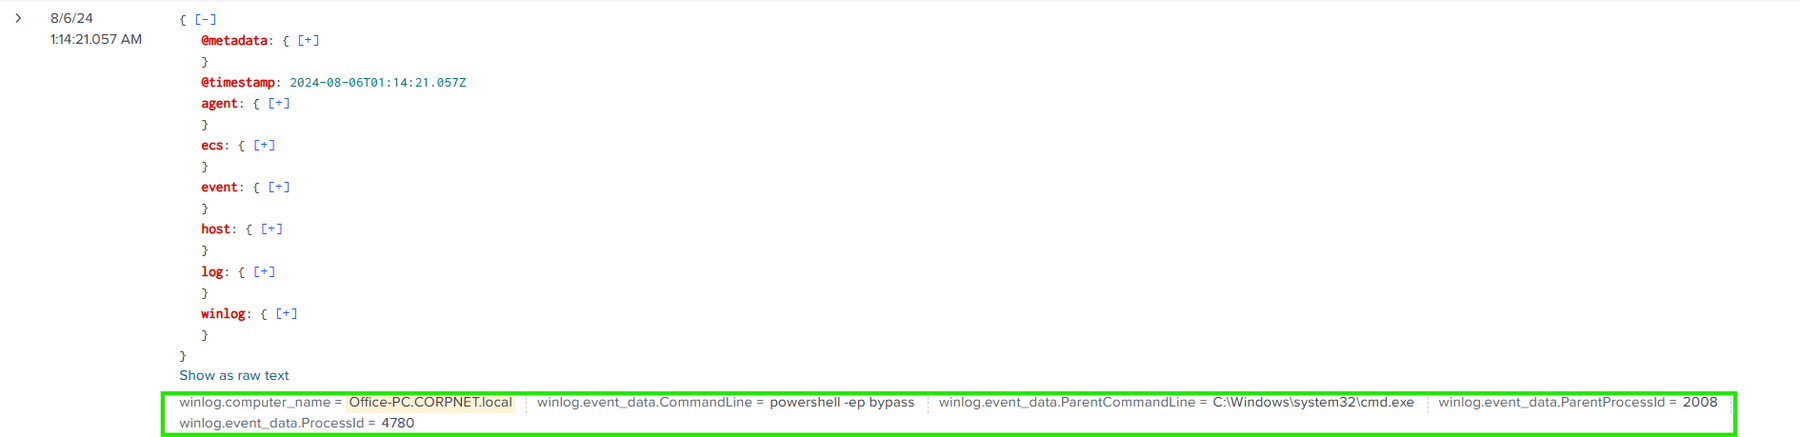 8/6/24
1:14:21.057 AM
{ [-]
@metadata: { [+]
}
@timestamp: 2024-08-06T01:14:21.057Z
agent: { [+]
}
ecs: { [+]
}
event: { [+]
}
host: { [+]
}
log: { [+]
}
winlog: { [+]
}
}
Show as raw text
winlog.computer_name = Office-PC.CORPNET.local winlog.event_data.CommandLine = powershell -ep bypass winlog.event_data.ParentCommandLine = C:\Windows\system32\cmd.exe winlog.event_data.ParentProcessId = 2008
winlog.event_data.ProcessId = 4780